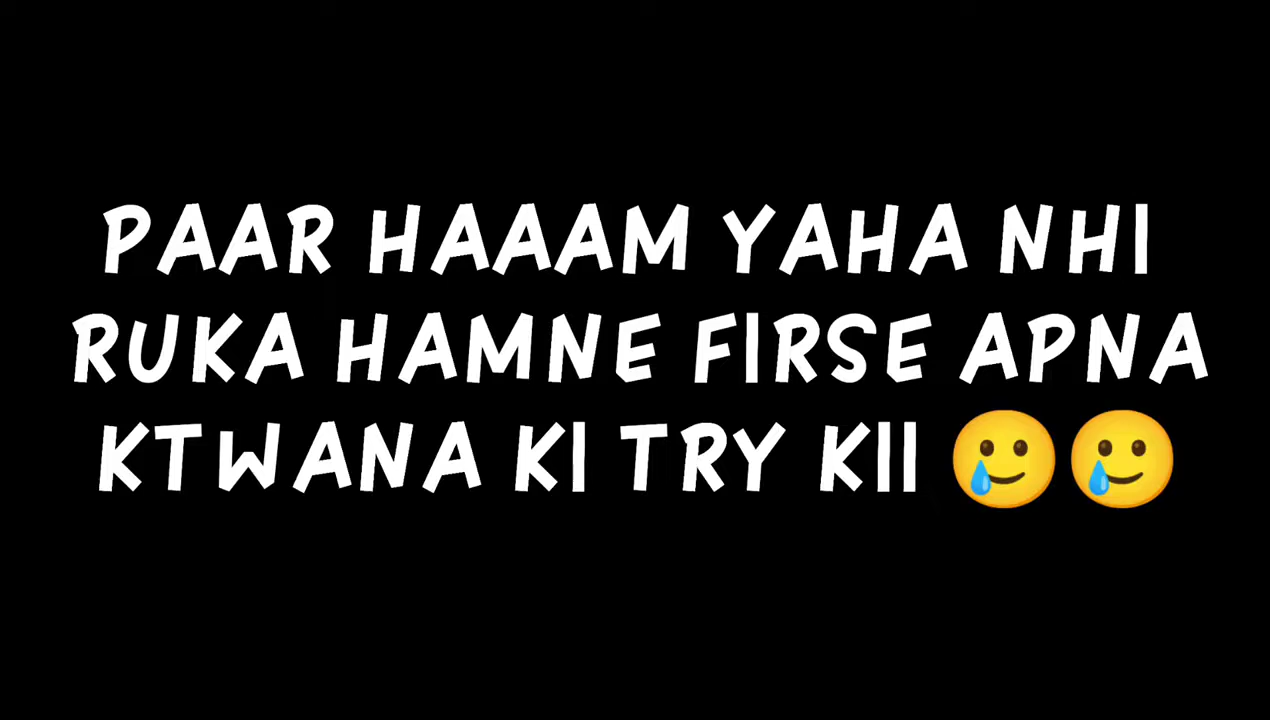 PAAR HAAAM YAHA NHI
RUKA HAMNE FIRSE APNA
KTWANA KI TRY KII 🥲🥲